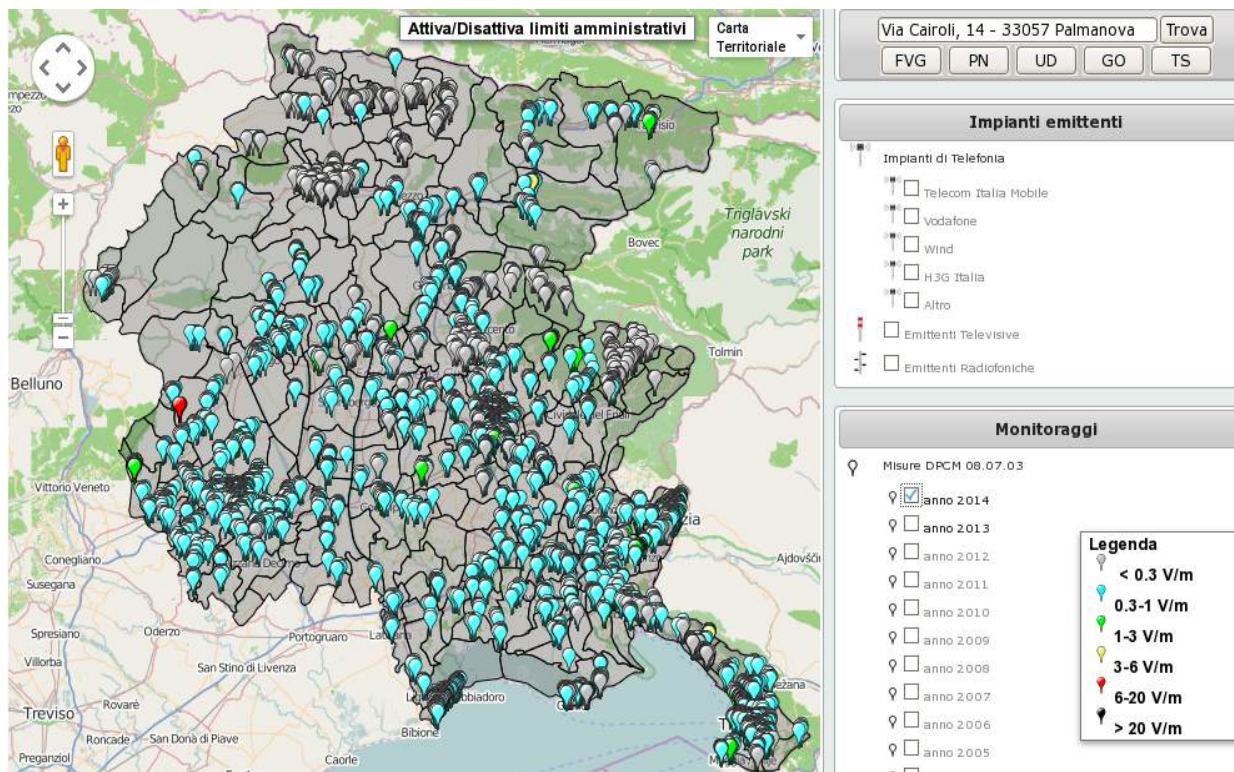 Attiva/Disattiva limiti amministrativi
Carta
Territoriale
Triglavski
narodni
park
Bovec
Tolmin
Belluno
Vittorio Veneto
Conegliano
Susegana
Spresiano
Villorba
Treviso
Preganziol
Oderzo
San Stino di Livenza
Portogruaro
Rovarè
Roncade
San Donà di Piave
Caorle
Bibione
Ajdovščin
Via Cairoli, 14 - 33057 Palmanova
Trova
FVG
PN
UD
GO
TS
Impianti emittenti
Impianti di Telefonia
Telecom Italia Mobile
Vodafone
Wind
H3G Italia
Altro
Emittenti Televisive
Emittenti Radiofoniche
Monitoraggi
Misure DPCM 08.07.03
anno 2014
anno 2013
anno 2012
anno 2011
anno 2010
anno 2009
anno 2008
anno 2007
anno 2006
anno 2005
Legenda
< 0.3 V/m
0.3-1 V/m
1-3 V/m
3-6 V/m
6-20 V/m
> 20 V/m